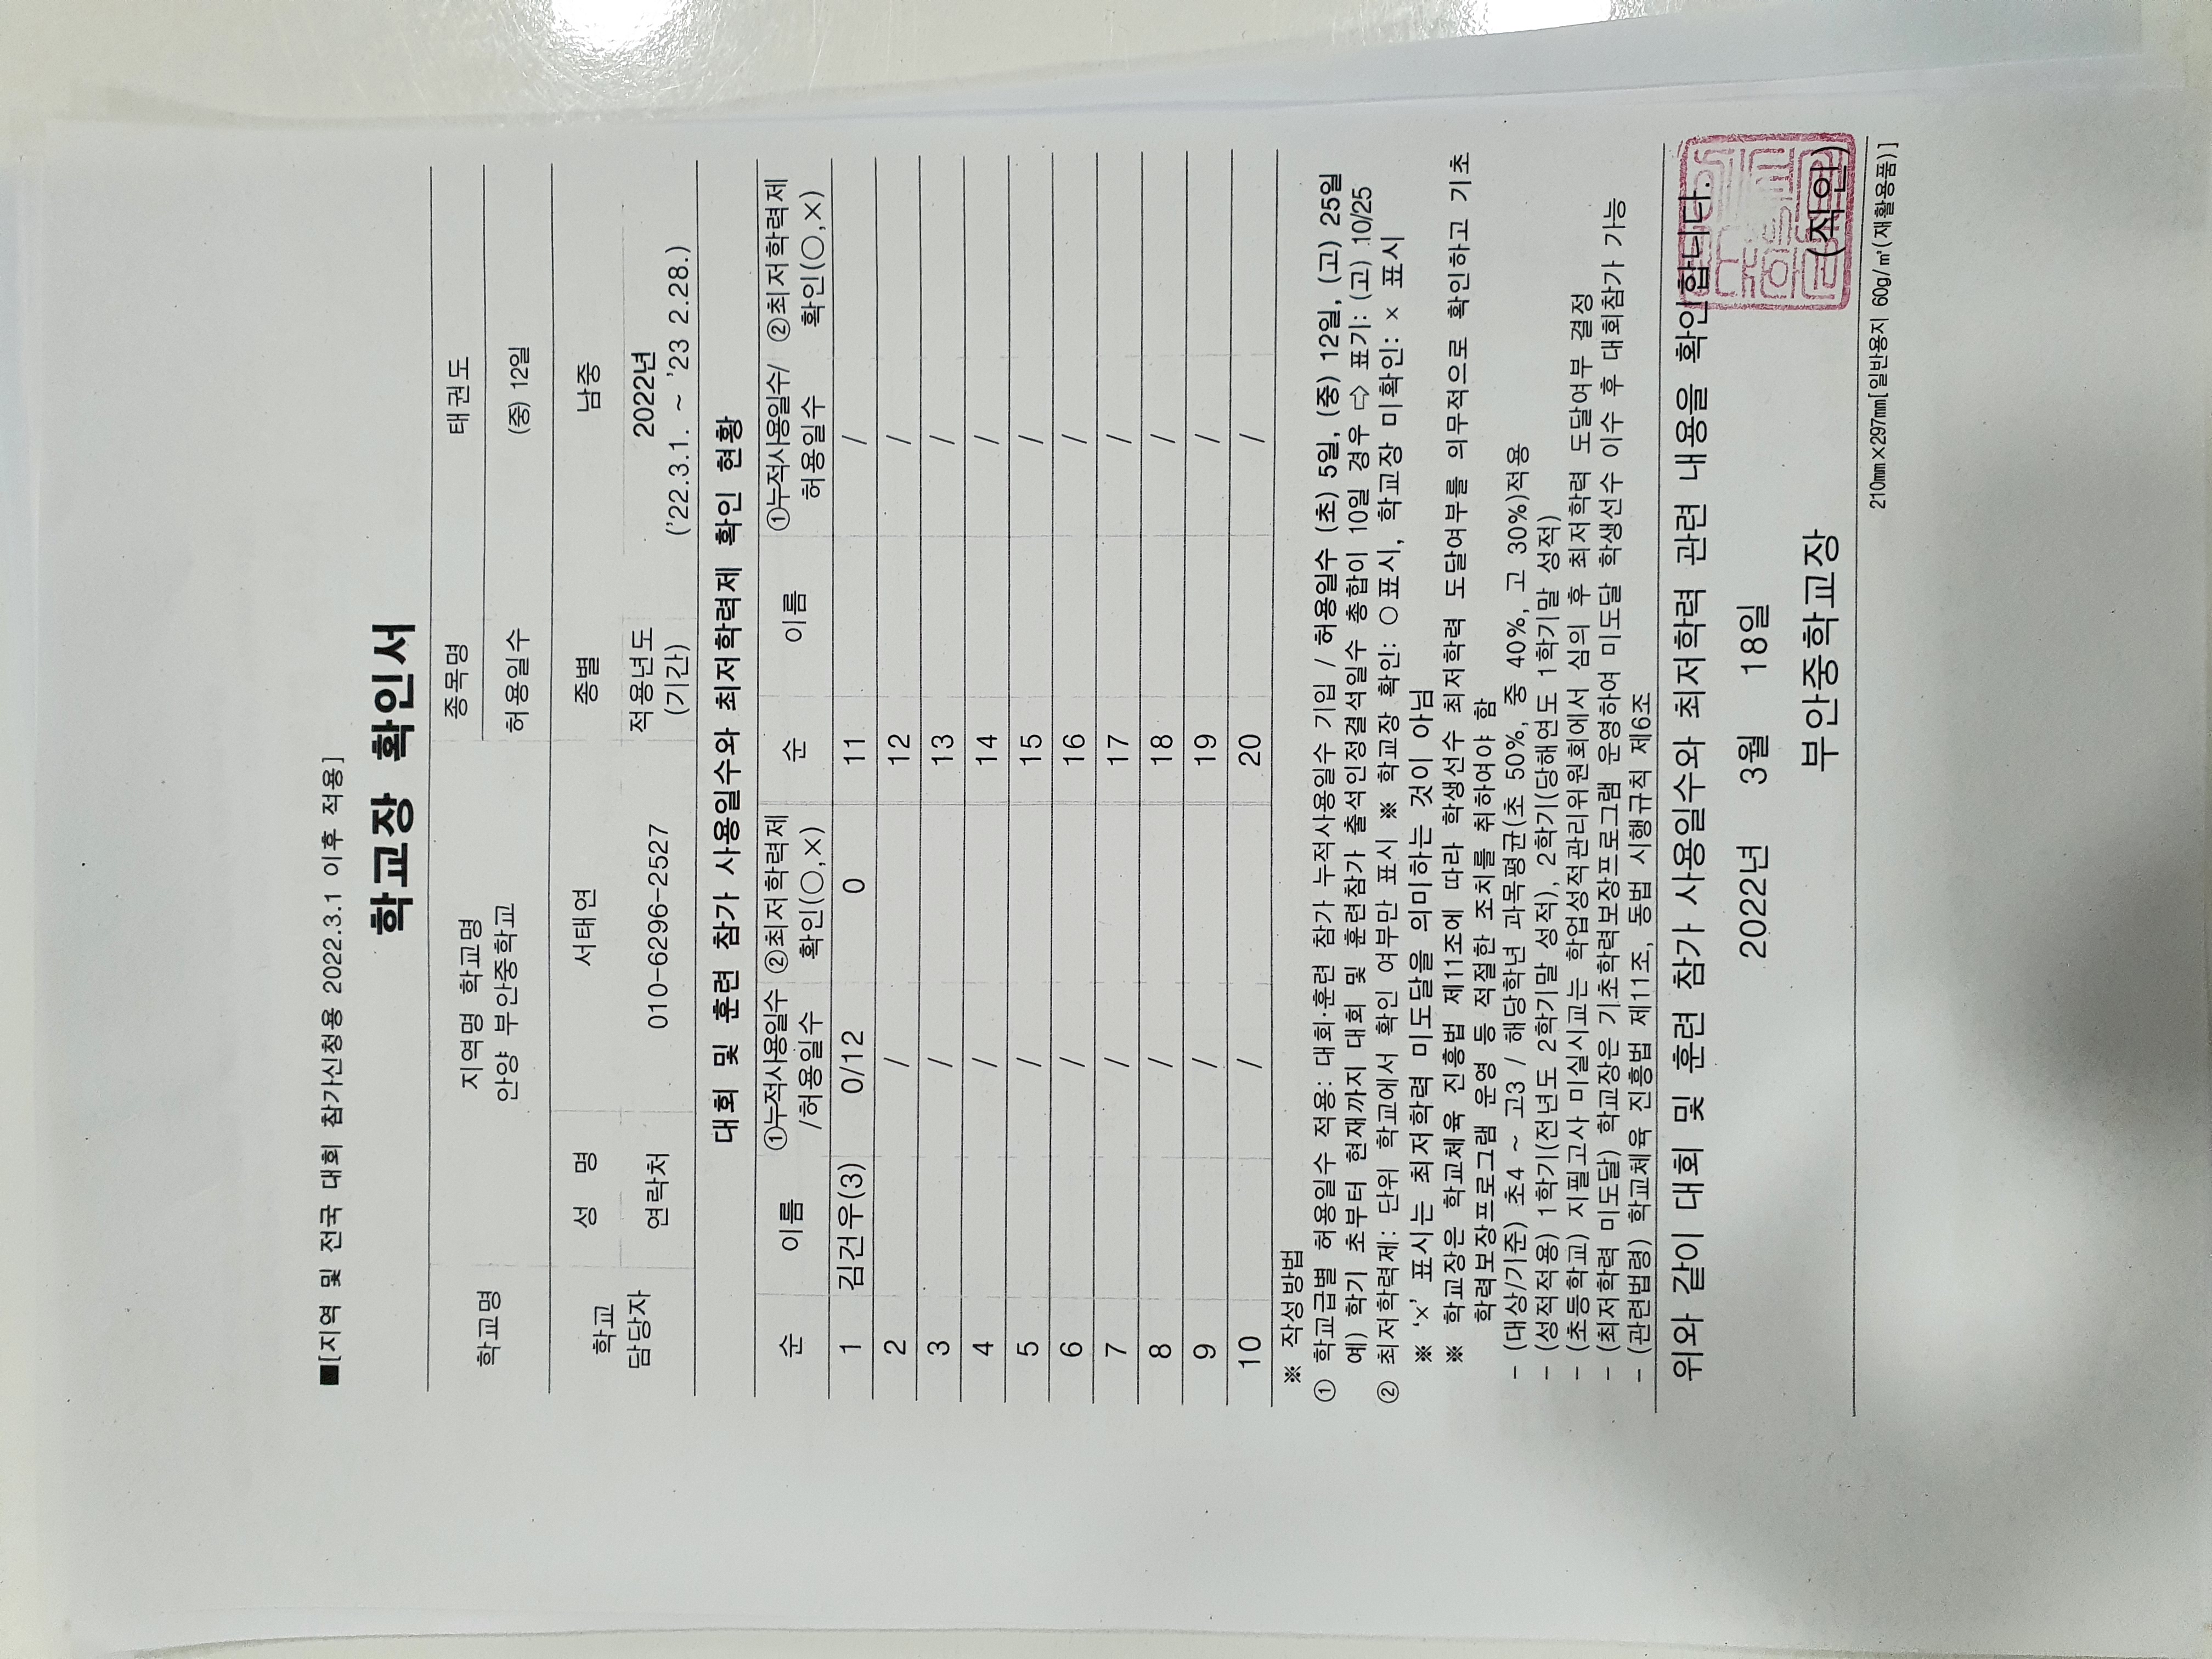 ■[지역 및 전국 대회 참가신청용 2022.3.1 이후 적용]
학교장 확인서
학교명 지역명 학교명 종목명 태권도
안양 부안중학교 허용일수 (중) 12일
학교 담당자 성 명 서태연 종별 남중
연락처 010-6296-2527 적용년도 (기간) 2022년 ('22.3.1. ~ '23 2.28.)
대회 및 훈련 참가 사용일수와 최저학력제 확인 현황
순 이름 ①누적사용일수 /허용일수 ②최저학력제 확인(○,×) 순 이름 ①누적사용일수/ 허용일수 ②최저학력제 확인(○,×)
1 김건우(3) 0/12 0 11 /
2 / 12 /
3 / 13 /
4 / 14 /
5 / 15 /
6 / 16 /
7 / 17 /
8 / 18 /
9 / 19 /
10 / 20 /
※ 작성방법
① 학교급별 허용일수 적용: 대회·훈련 참가 누적사용일수 기입 / 허용일수 (초) 5일, (중) 12일, (고) 25일
예) 학기 초부터 현재까지 대회 및 훈련참가 출석인정결석일수 총합이 10일 경우 ⇨ 표기: (고) 10/25
② 최저학력제: 단위 학교에서 확인 여부만 표시 ※ 학교장 확인: ○ 표시, 학교장 미확인: × 표시
※ '×' 표시는 최저학력 미도달을 의미하는 것이 아님
※ 학교장은 학교체육 진흥법 제11조에 따라 학생선수 최저학력 도달여부를 의무적으로 확인하고 기초
학력보장프로그램 운영 등 적절한 조치를 취하여야 함
- (대상/기준) 초4 ~ 고3 / 해당학년 과목평균(초 50%, 중 40%, 고 30%)적용
- (성적적용) 1학기(전년도 2학기말 성적), 2학기(당해연도 1학기말 성적)
- (초등학교) 지필고사 미실시교는 학업성적관리위원회에서 심의 후 최저학력 도달여부 결정
- (최저학력 미도달) 학교장은 기초학력보장프로그램 운영하여 미도달 학생선수 이수 후 대회참가 가능
- (관련법령) 학교체육 진흥법 제11조, 동법 시행규칙 제6조
위와 같이 대회 및 훈련 참가 사용일수와 최저학력 관련 내용을 확인합니다.
2022년 3월 18일
부안중학교장 (직인)
210㎜×297㎜[일반용지 60g/㎡(재활용품)]